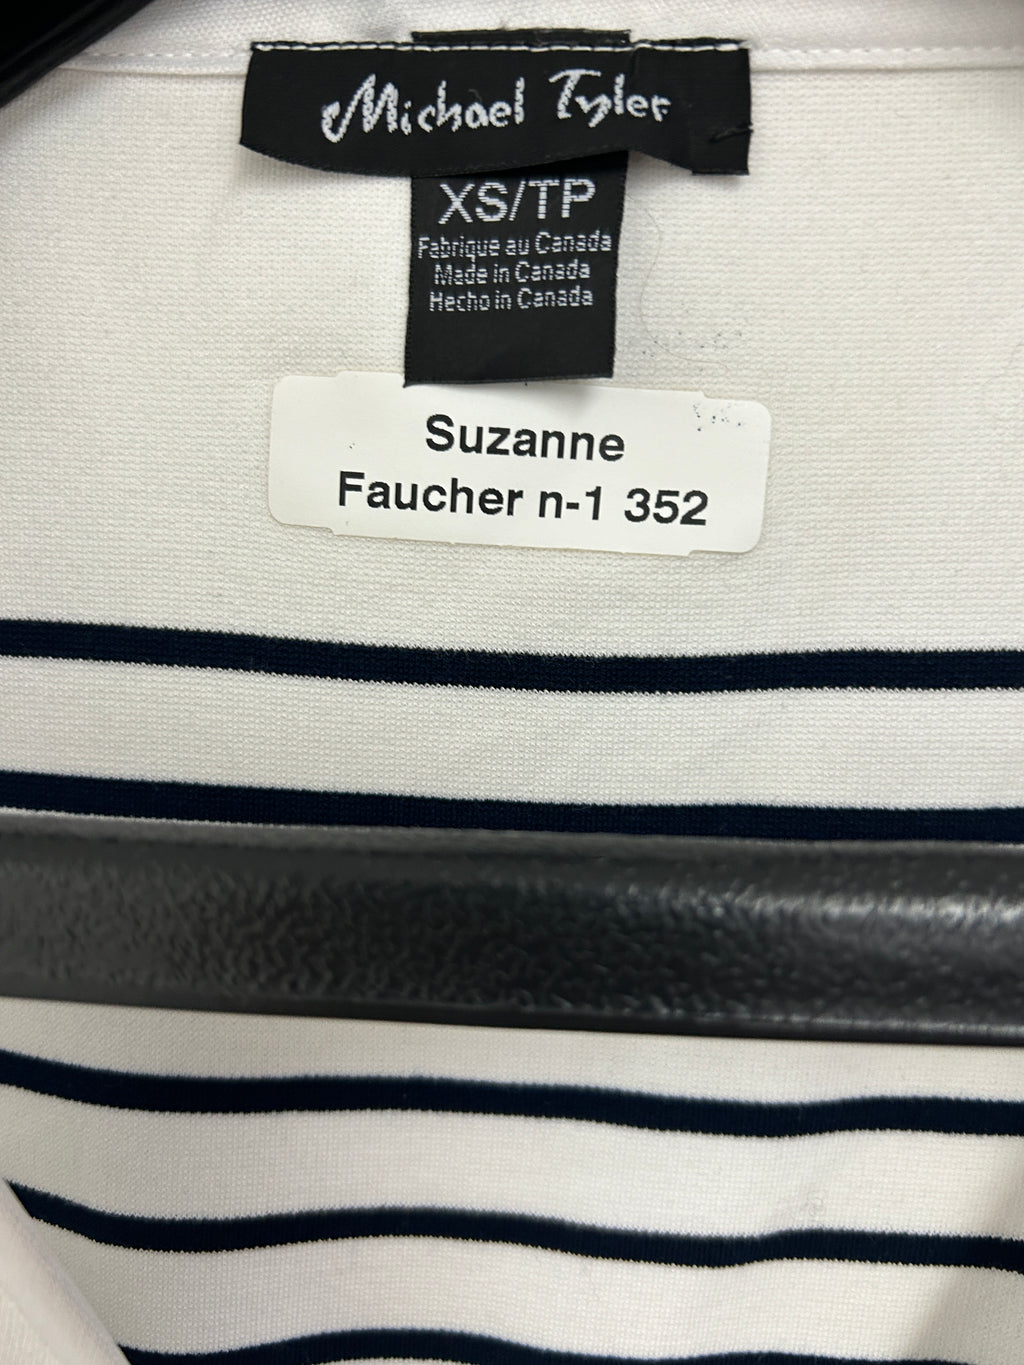 Michael Tyler
XS/TP
Fabrique au Canada
Made in Canada
Hecho in Canada
Suzanne
Faucher n-1 352